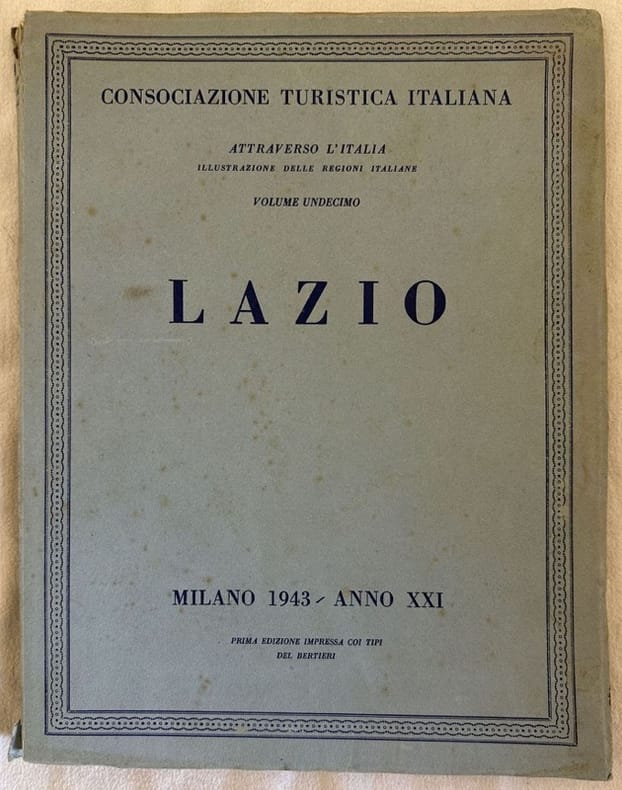 CONSOCIAZIONE TURISTICA ITALIANA
ATTRAVERSO L'ITALIA
ILLUSTRAZIONE DELLE REGIONI ITALIANE
VOLUME UNDECIMO
LAZIO
MILANO 1943 - ANNO XXI
PRIMA EDIZIONE IMPRESSA COI TIPI
DEL BERTIERI